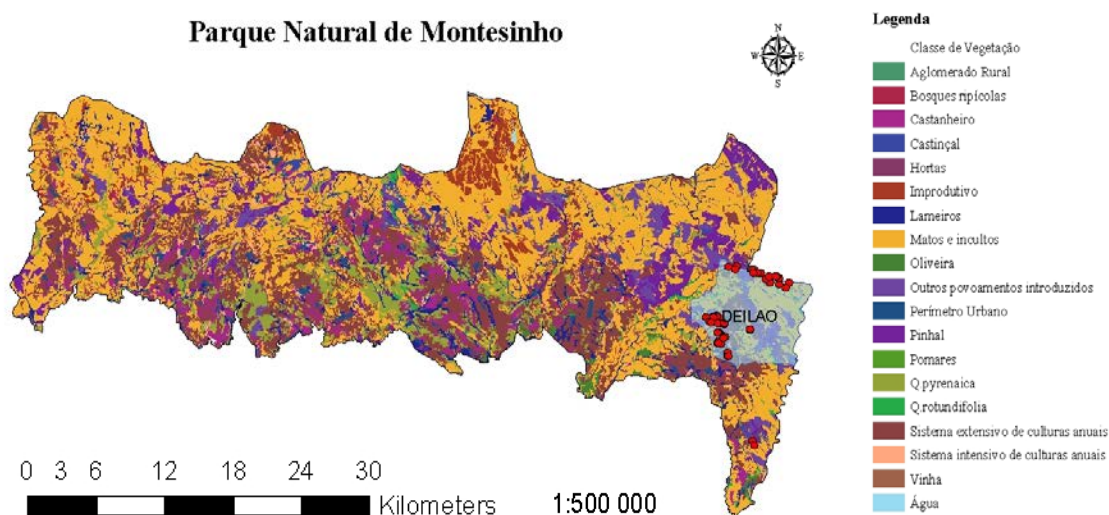 Parque Natural de Montesinho
N
W E
S
DEILAO
0 3 6 12 18 24 30
Kilometers 1:500 000
Legenda
Classe de Vegetação
Aglomerado Rural
Bosques ripícolas
Castanheiro
Castinçal
Hortas
Improdutivo
Lameiros
Matos e incultos
Oliveira
Outros povoamentos introduzidos
Perímetro Urbano
Pinhal
Pomares
Q.pyrenaica
Q.rotundifolia
Sistema extensivo de culturas anuais
Sistema intensivo de culturas anuais
Vinha
Água